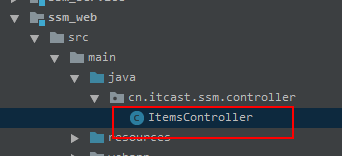 ssm_web
src
main
java
cn.itcast.ssm.controller
ItemsController
resources